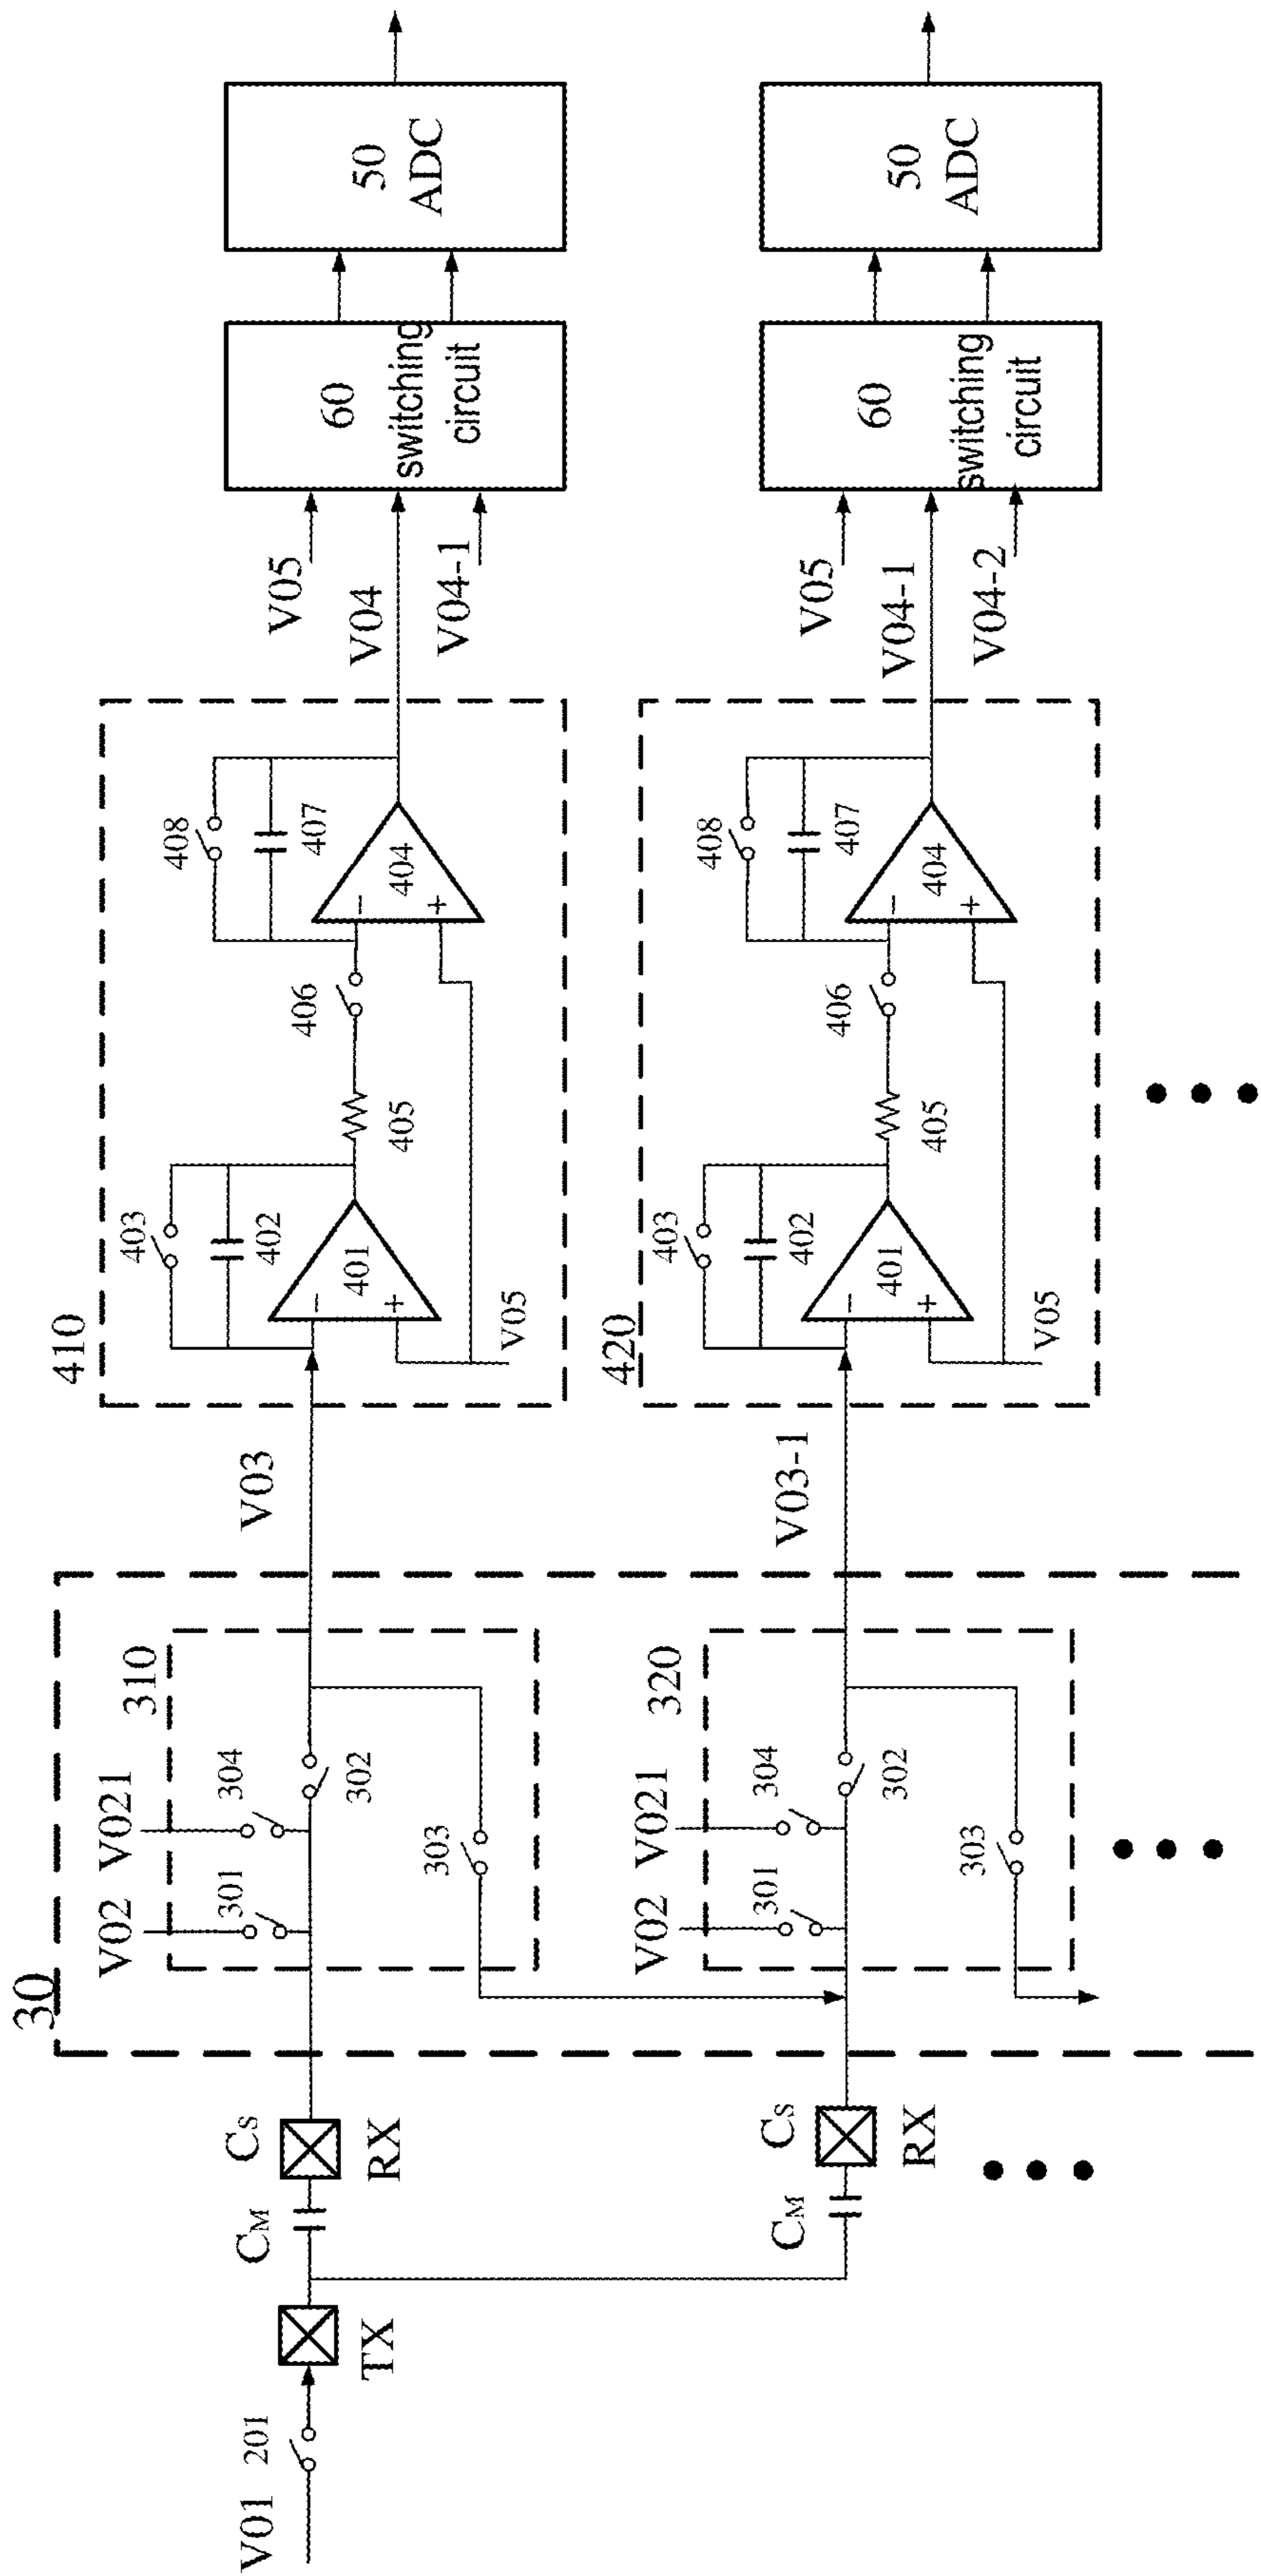 30
410
310
V02
V021
301
304
302
303
V03
403
402
401
−
+
V05
405
406
408
407
404
−
+
V05
V04
V04-1
60
switching
circuit
50
ADC
V01
201
TX
CM
CS
RX
420
320
V02
V021
301
304
302
303
V03-1
403
402
401
−
+
V05
405
406
408
407
404
−
+
V05
V04-1
V04-2
60
switching
circuit
50
ADC
CM
CS
RX